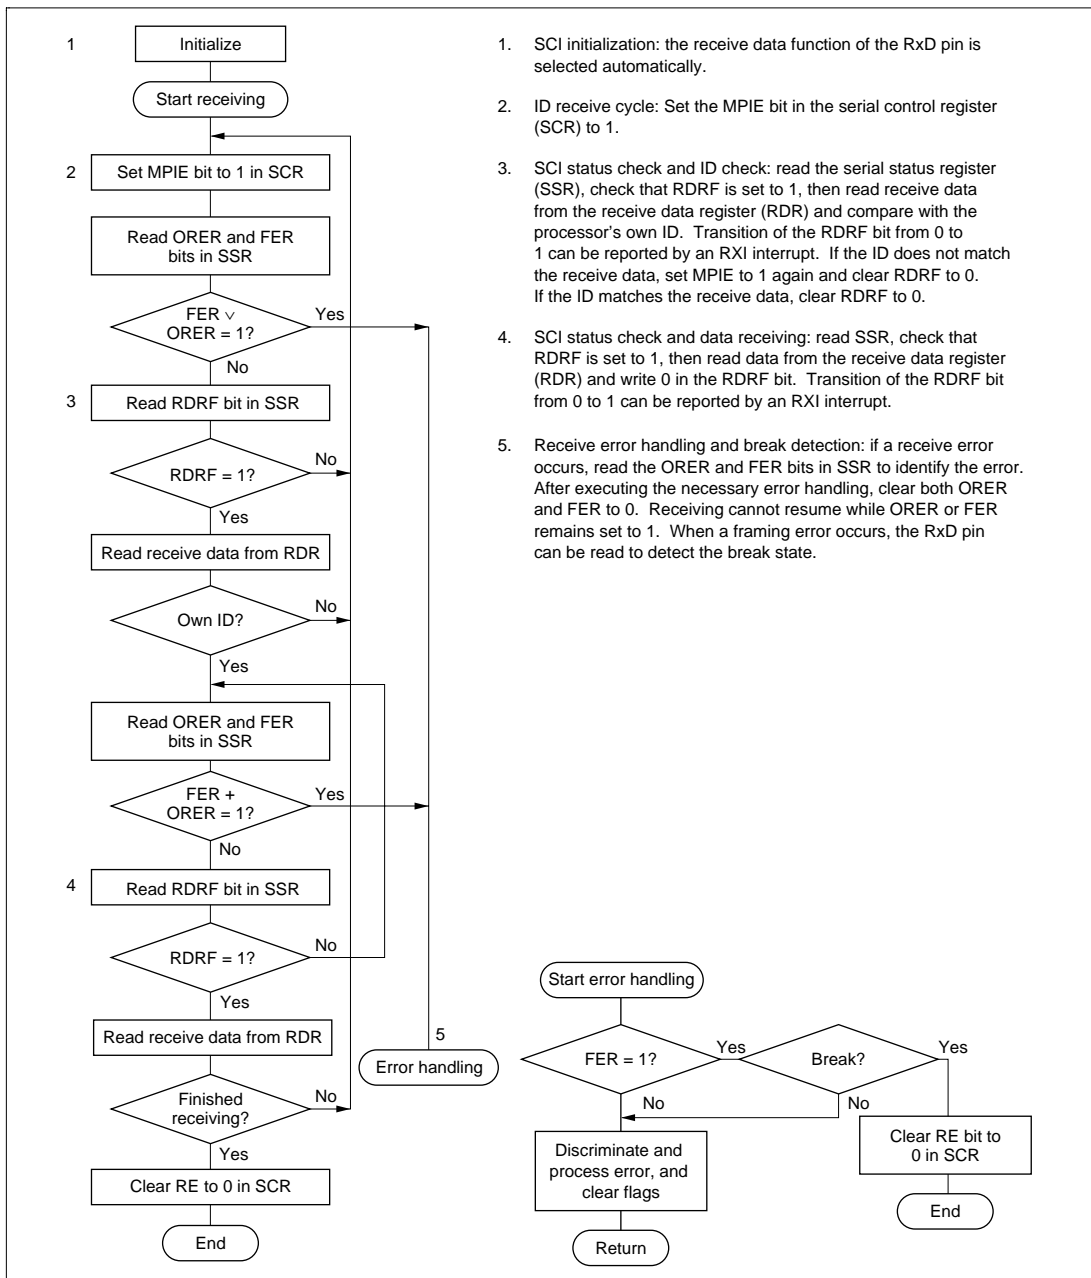 1
Initialize
Start receiving
2
Set MPIE bit to 1 in SCR
Read ORER and FER
bits in SSR
FER ∨
ORER = 1?
Yes
No
3
Read RDRF bit in SSR
RDRF = 1?
No
Yes
Read receive data from RDR
Own ID?
No
Yes
Read ORER and FER
bits in SSR
FER +
ORER = 1?
Yes
No
4
Read RDRF bit in SSR
RDRF = 1?
No
Yes
Read receive data from RDR
5
Error handling
Finished
receiving?
No
Yes
Clear RE to 0 in SCR
End
1. SCI initialization: the receive data function of the RxD pin is
selected automatically.
2. ID receive cycle: Set the MPIE bit in the serial control register
(SCR) to 1.
3. SCI status check and ID check: read the serial status register
(SSR), check that RDRF is set to 1, then read receive data
from the receive data register (RDR) and compare with the
processor's own ID. Transition of the RDRF bit from 0 to
1 can be reported by an RXI interrupt. If the ID does not match
the receive data, set MPIE to 1 again and clear RDRF to 0.
If the ID matches the receive data, clear RDRF to 0.
4. SCI status check and data receiving: read SSR, check that
RDRF is set to 1, then read data from the receive data register
(RDR) and write 0 in the RDRF bit. Transition of the RDRF bit
from 0 to 1 can be reported by an RXI interrupt.
5. Receive error handling and break detection: if a receive error
occurs, read the ORER and FER bits in SSR to identify the error.
After executing the necessary error handling, clear both ORER
and FER to 0. Receiving cannot resume while ORER or FER
remains set to 1. When a framing error occurs, the RxD pin
can be read to detect the break state.
Start error handling
FER = 1?
Yes
Break?
Yes
No
No
Discriminate and
process error, and
clear flags
Clear RE bit to
0 in SCR
Return
End